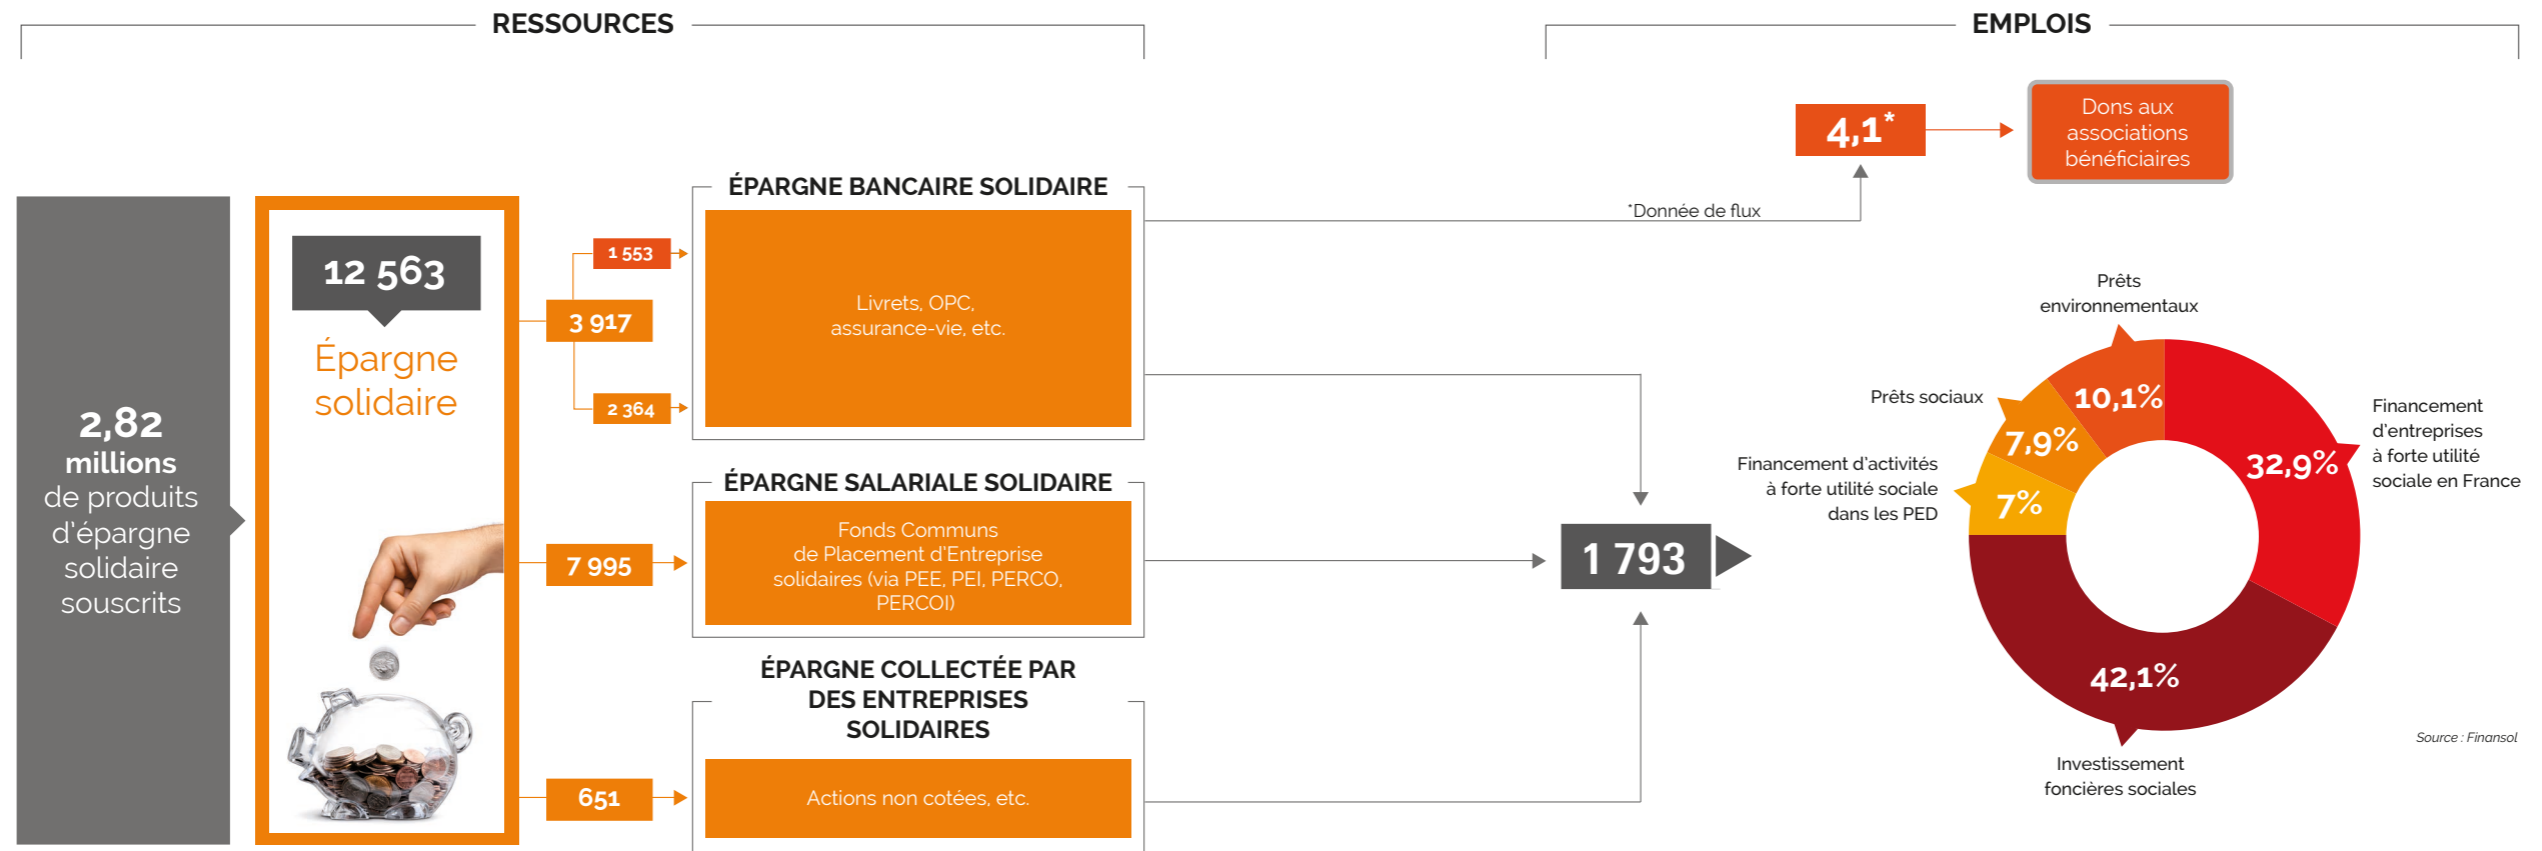 RESSOURCES
EMPLOIS
2,82
millions
de produits
d'épargne
solidaire
souscrits
12 563
Épargne
solidaire
3 917
1 553
2 364
7 995
651
ÉPARGNE BANCAIRE SOLIDAIRE
Livrets, OPC,
assurance-vie, etc.
ÉPARGNE SALARIALE SOLIDAIRE
Fonds Communs
de Placement d'Entreprise
solidaires (via PEE, PEI, PERCO,
PERCOI)
ÉPARGNE COLLECTÉE PAR
DES ENTREPRISES
SOLIDAIRES
Actions non cotées, etc.
4,1*
Dons aux
associations
bénéficiaires
*Donnée de flux
1 793
Prêts
environnementaux
10,1%
Prêts sociaux
7,9%
Financement d'activités
à forte utilité sociale
dans les PED
7%
32,9%
Financement
d'entreprises
à forte utilité
sociale en France
42,1%
Investissement
foncières sociales
Source : Finansol